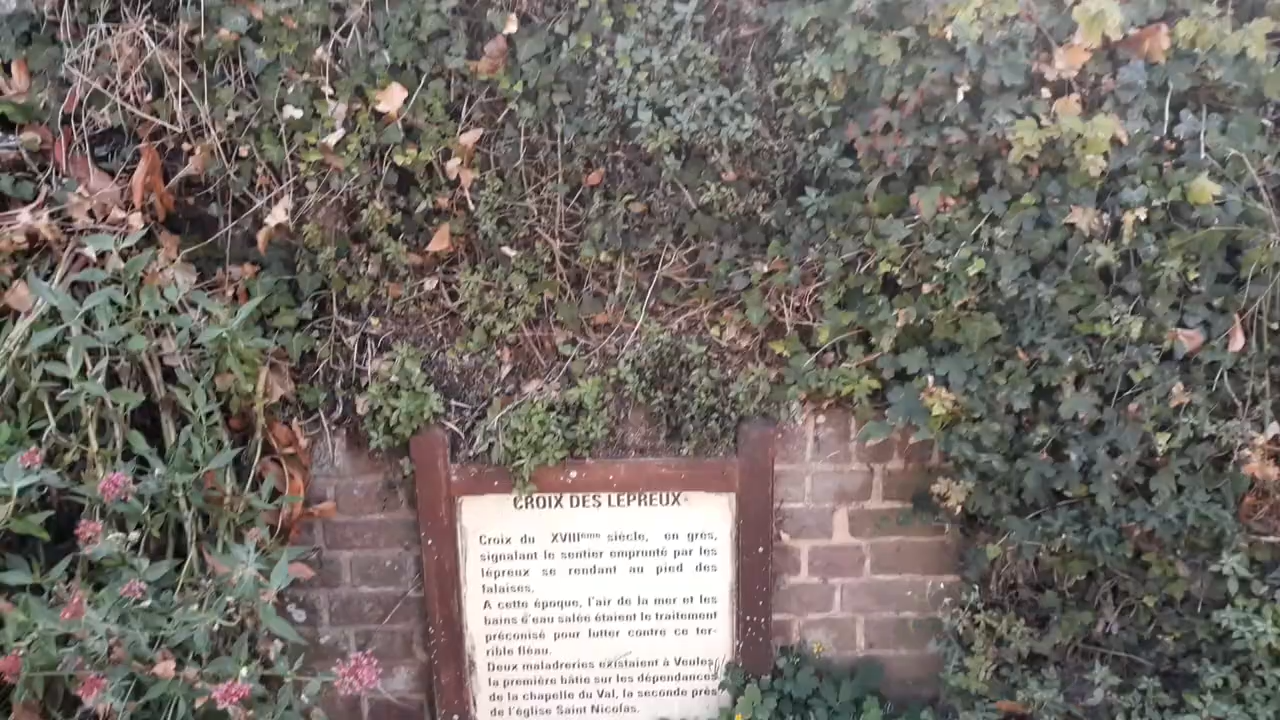 CROIX DES LEPREUX
Croix du XVIIIème siècle, en grès,
signalant le sentier emprunté par les
lépreux se rendant au pied des
falaises.
A cette époque, l'air de la mer et les
bains d'eau salée étaient le traitement
préconisé pour lutter contre ce ter-
rible fléau.
Deux maladreries existaient à Veules,
la première bâtie sur les dépendances
de la chapelle du Val, la seconde près
de l'église Saint Nicolas.